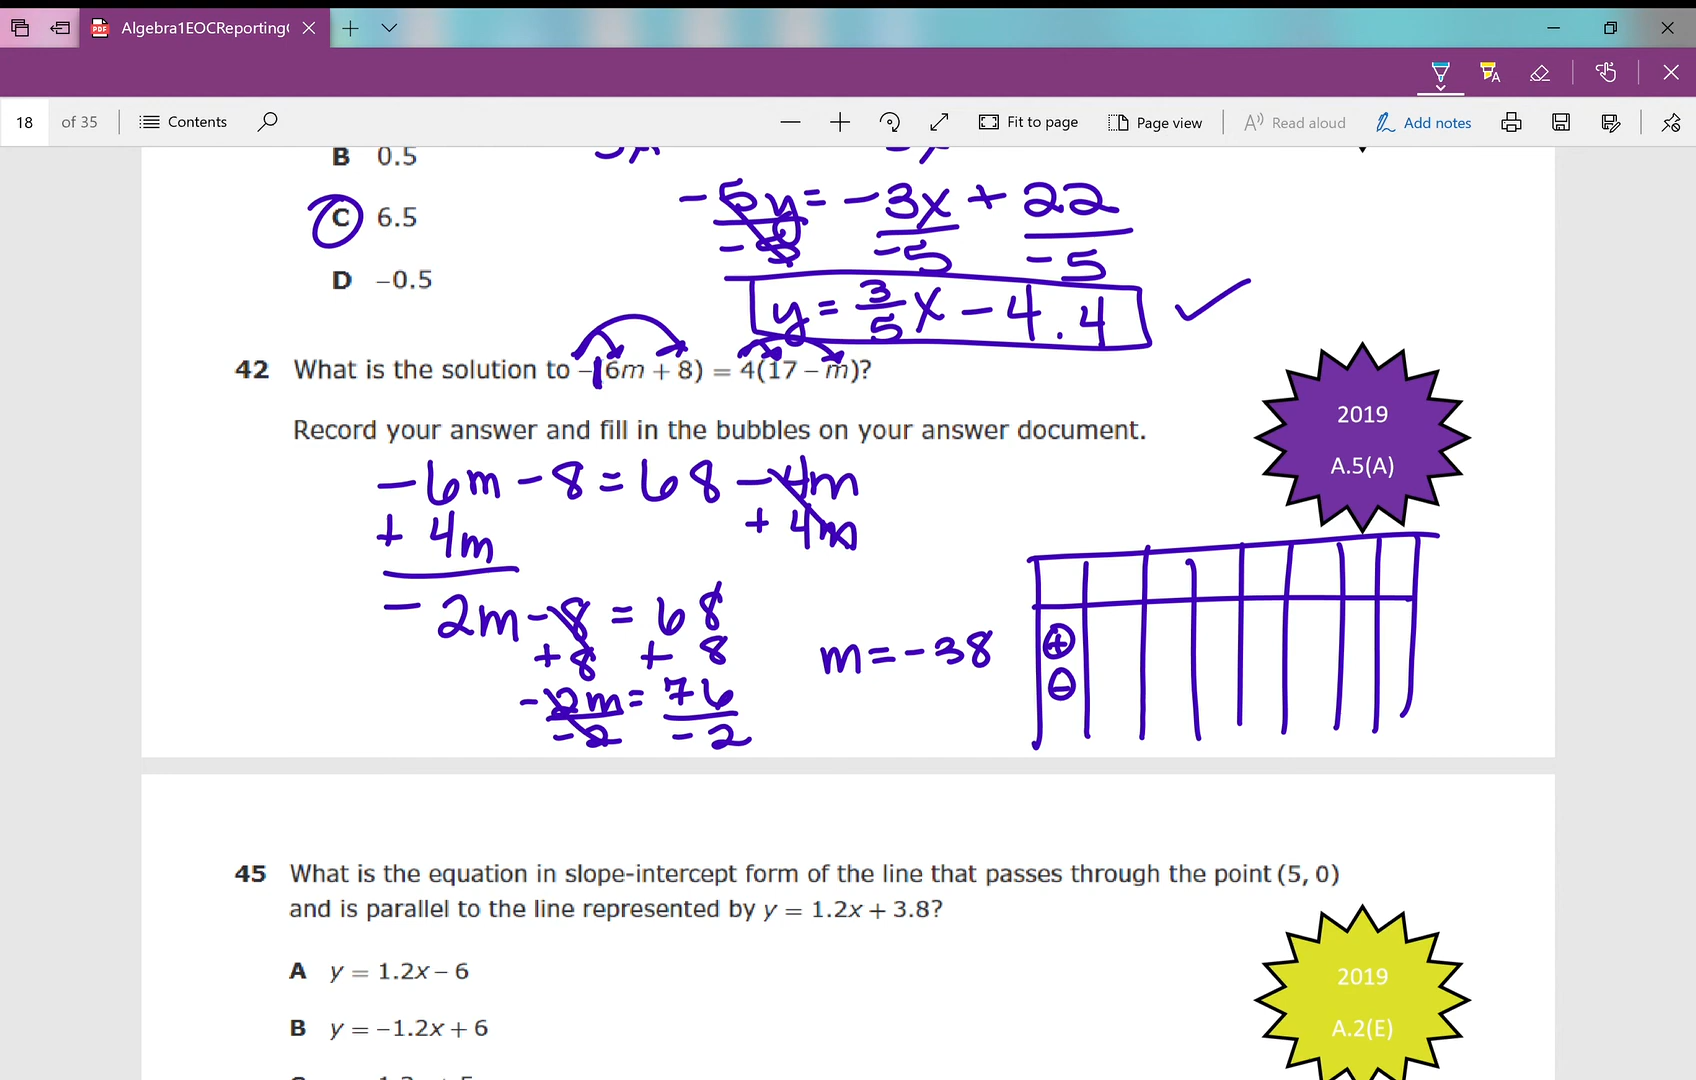 Algebra1EOCReporting(
18 of 35 Contents Fit to page Page view Read aloud Add notes
B 0.5
C 6.5
D −0.5
-5y = -3x + 22
-5 -5 -5
y = 3/5 x - 4.4
42 What is the solution to −(6m + 8) = 4(17 − m)?
Record your answer and fill in the bubbles on your answer document.
2019
A.5(A)
-6m - 8 = 68 - 4m
+ 4m + 4m
- 2m - 8 = 68
+8 + 8
-2m = 76
-2 -2
m = -38
+
-
45 What is the equation in slope-intercept form of the line that passes through the point (5, 0)
and is parallel to the line represented by y = 1.2x + 3.8?
A y = 1.2x − 6
B y = −1.2x + 6
2019
A.2(E)